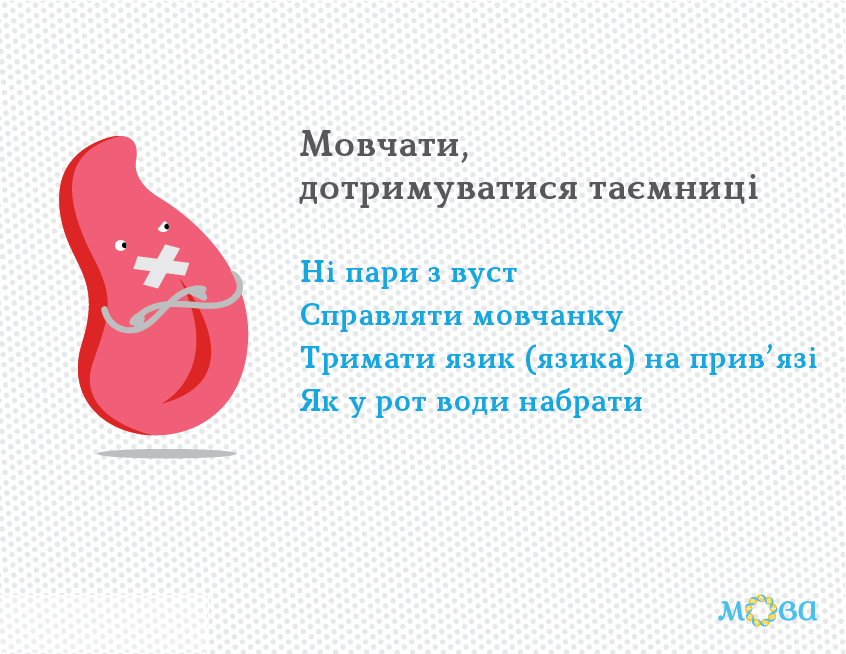 Мовчати,
дотримуватися таємниці
Ні пари з вуст
Справляти мовчанку
Тримати язик (язика) на прив’язі
Як у рот води набрати
мова